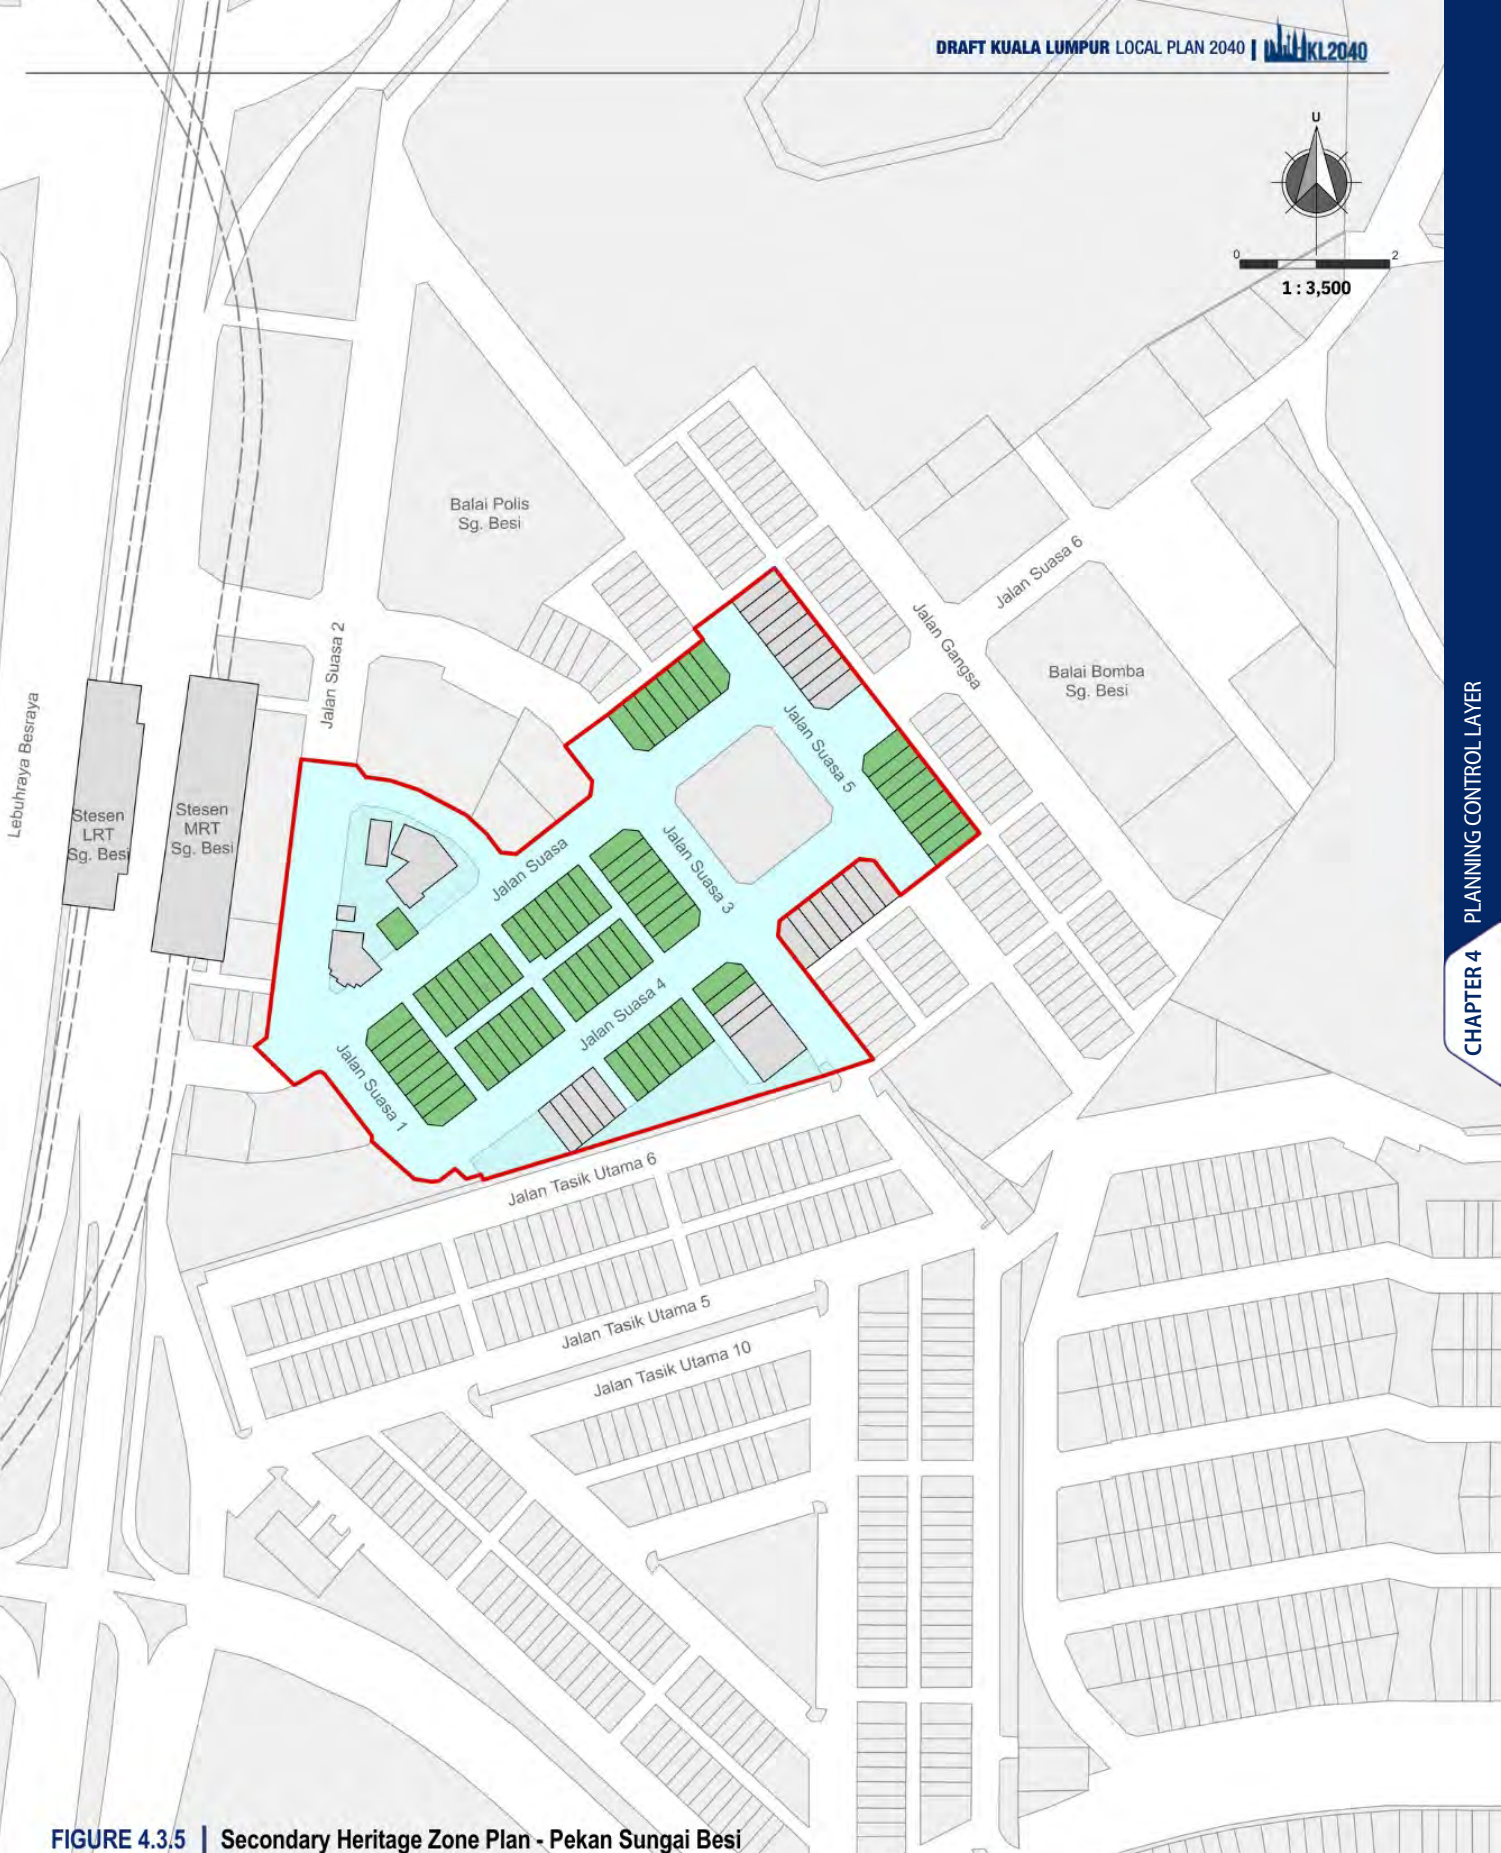 DRAFT KUALA LUMPUR LOCAL PLAN 2040 | KL2040
U
0 2
1 : 3,500
Balai Polis
Sg. Besi
Jalan Suasa 6
Jalan Gangsa
Balai Bomba
Sg. Besi
Jalan Suasa 2
Lebuhraya Besraya
Jalan Suasa 5
Stesen
LRT
Sg. Besi
Stesen
MRT
Sg. Besi
Jalan Suasa
Jalan Suasa 3
Jalan Suasa 4
Jalan Suasa 1
Jalan Tasik Utama 6
Jalan Tasik Utama 5
Jalan Tasik Utama 10
CHAPTER 4 PLANNING CONTROL LAYER
FIGURE 4.3.5 | Secondary Heritage Zone Plan - Pekan Sungai Besi